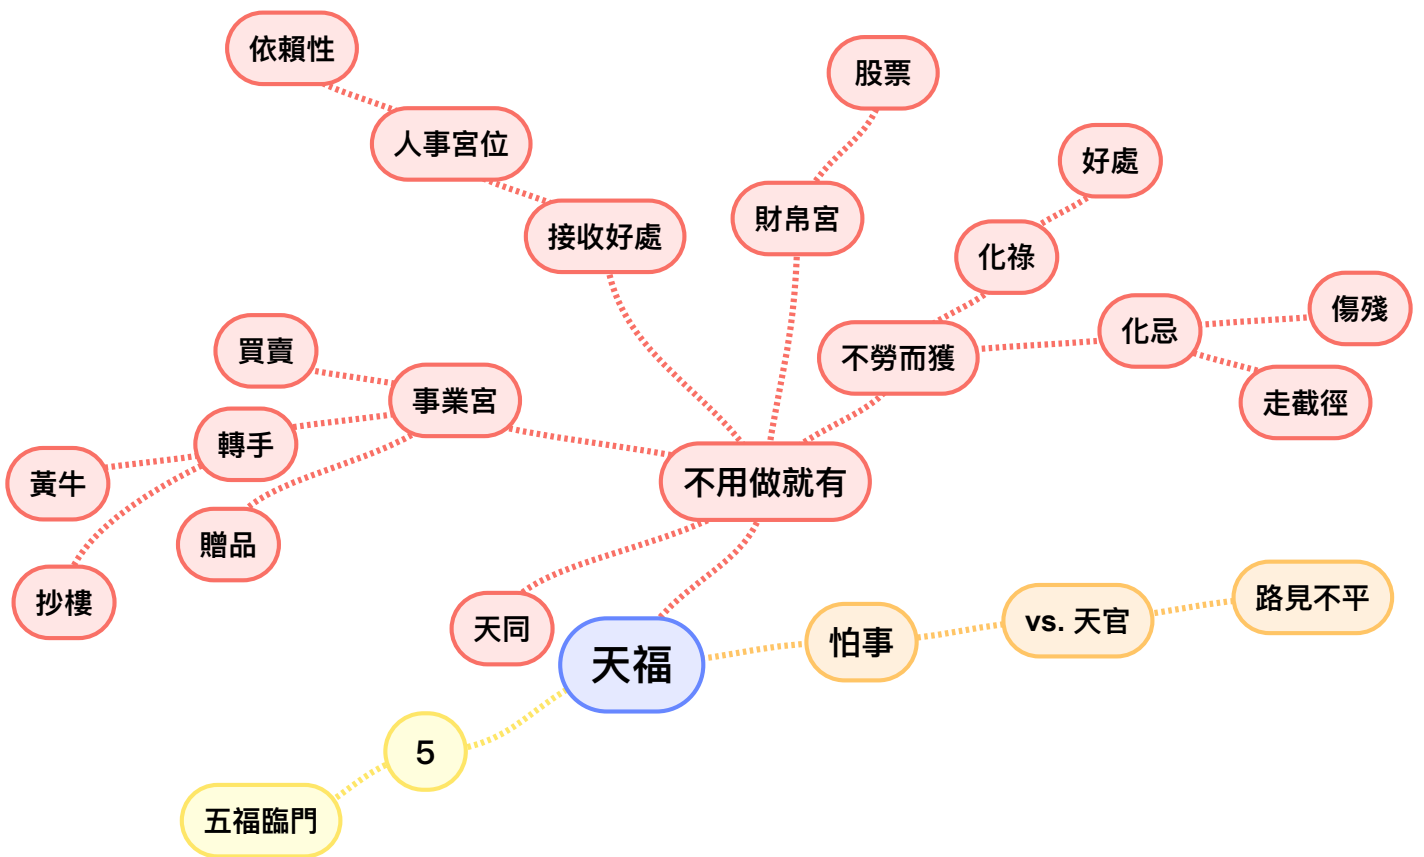 依賴性
股票
人事宮位
好處
財帛宮
接收好處
化祿
傷殘
化忌
買賣
不勞而獲
事業宮
走截徑
轉手
黃牛
不用做就有
贈品
抄樓
路見不平
天同
vs. 天官
怕事
天福
5
五福臨門